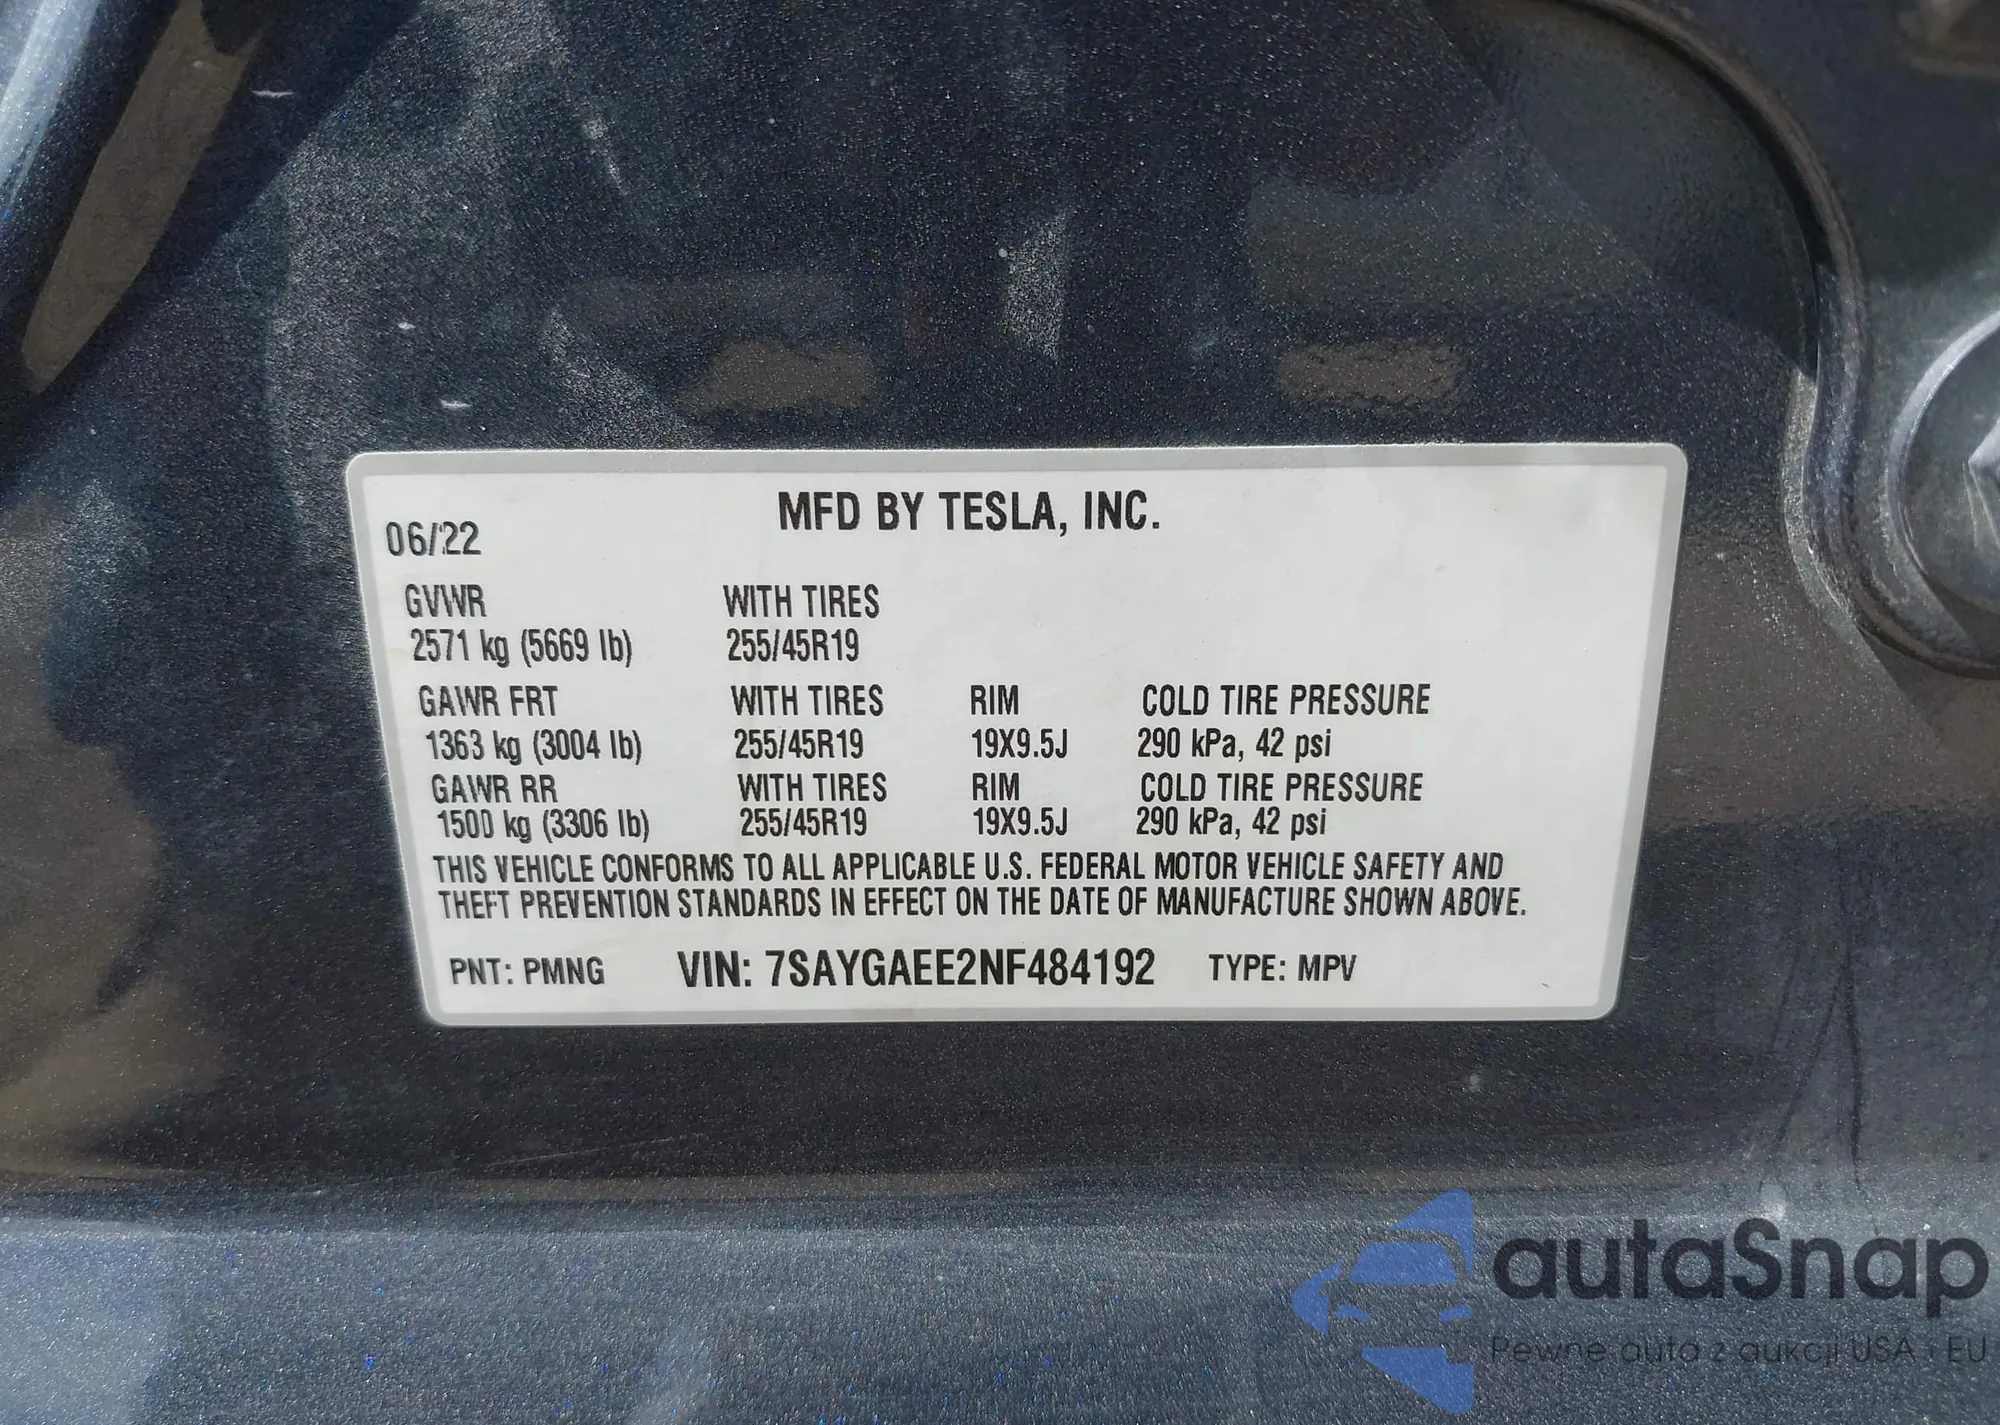 MFD BY TESLA, INC.
06/22
GVWR WITH TIRES
2571 kg (5669 lb) 255/45R19
GAWR FRT WITH TIRES RIM COLD TIRE PRESSURE
1363 kg (3004 lb) 255/45R19 19X9.5J 290 kPa, 42 psi
GAWR RR WITH TIRES RIM COLD TIRE PRESSURE
1500 kg (3306 lb) 255/45R19 19X9.5J 290 kPa, 42 psi
THIS VEHICLE CONFORMS TO ALL APPLICABLE U.S. FEDERAL MOTOR VEHICLE SAFETY AND
THEFT PREVENTION STANDARDS IN EFFECT ON THE DATE OF MANUFACTURE SHOWN ABOVE.
PNT: PMNG VIN: 7SAYGAEE2NF484192 TYPE: MPV
autaSnap
Pewne auta z aukcji USA i EU